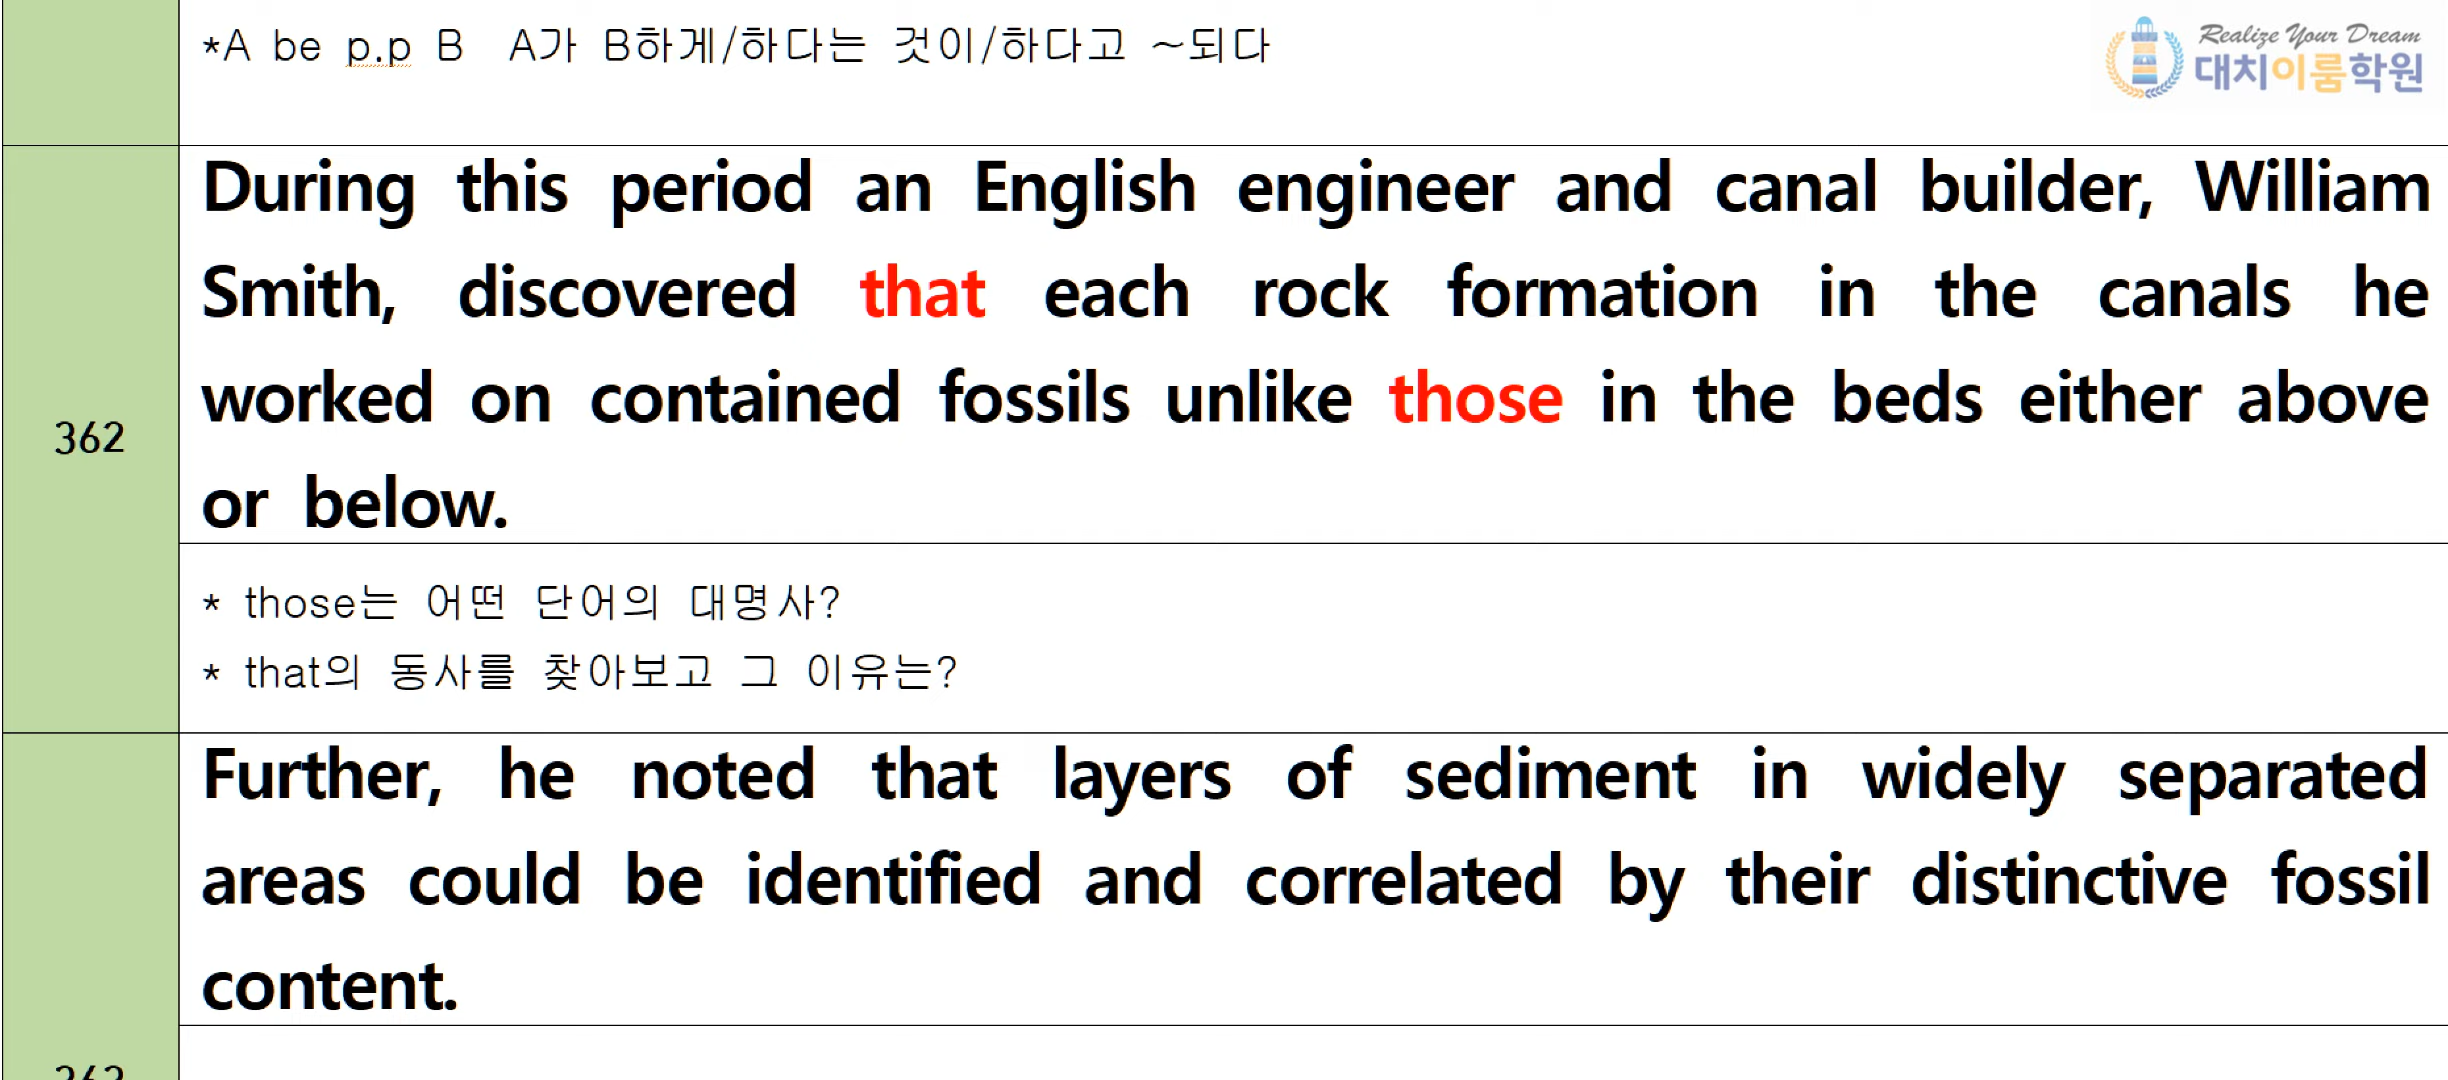 *A be p.p B A가 B하게/하다는 것이/하다고 ~되다
Realize Your Dream
대치이룸학원
During this period an English engineer and canal builder, William
Smith, discovered that each rock formation in the canals he
worked on contained fossils unlike those in the beds either above
or below.
362
* those는 어떤 단어의 대명사?
* that의 동사를 찾아보고 그 이유는?
Further, he noted that layers of sediment in widely separated
areas could be identified and correlated by their distinctive fossil
content.